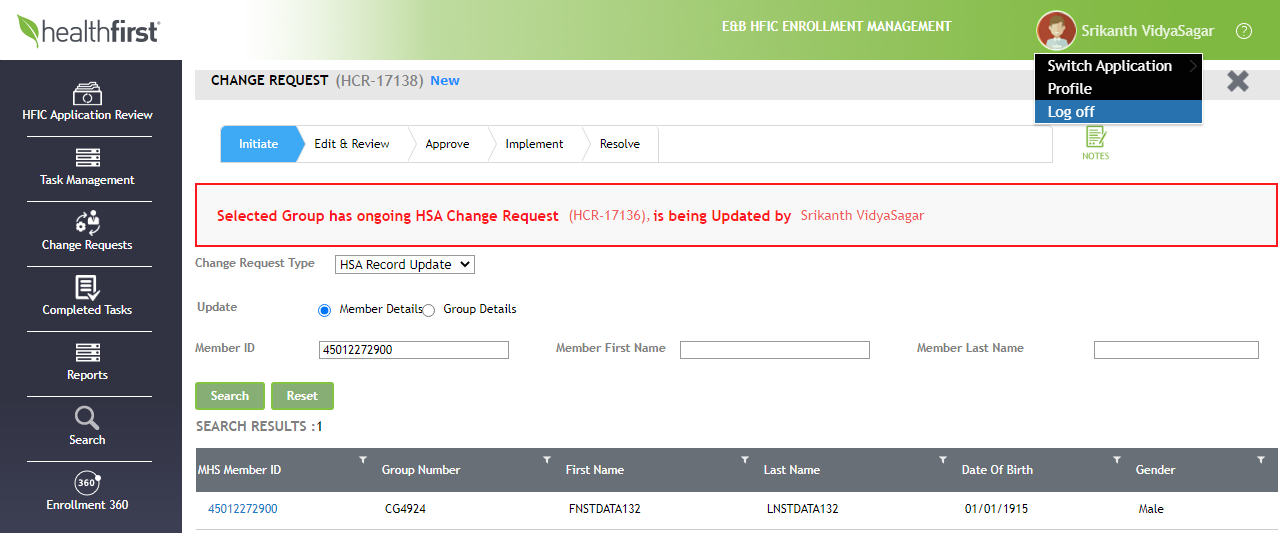 healthfirst
E&B HFIC ENROLLMENT MANAGEMENT
Srikanth VidyaSagar
?
Switch Application
Profile
Log off
HFIC Application Review
Task Management
Change Requests
Completed Tasks
Reports
Search
360°
Enrollment 360
CHANGE REQUEST (HCR-17138) New
Initiate Edit & Review Approve Implement Resolve
NOTES
Selected Group has ongoing HSA Change Request (HCR-17136), is being Updated by Srikanth VidyaSagar
Change Request Type HSA Record Update
Update Member Details Group Details
Member ID 45012272900 Member First Name Member Last Name
Search Reset
SEARCH RESULTS :1
MHS Member ID Group Number First Name Last Name Date Of Birth Gender
45012272900 CG4924 FNSTDATA132 LNSTDATA132 01/01/1915 Male